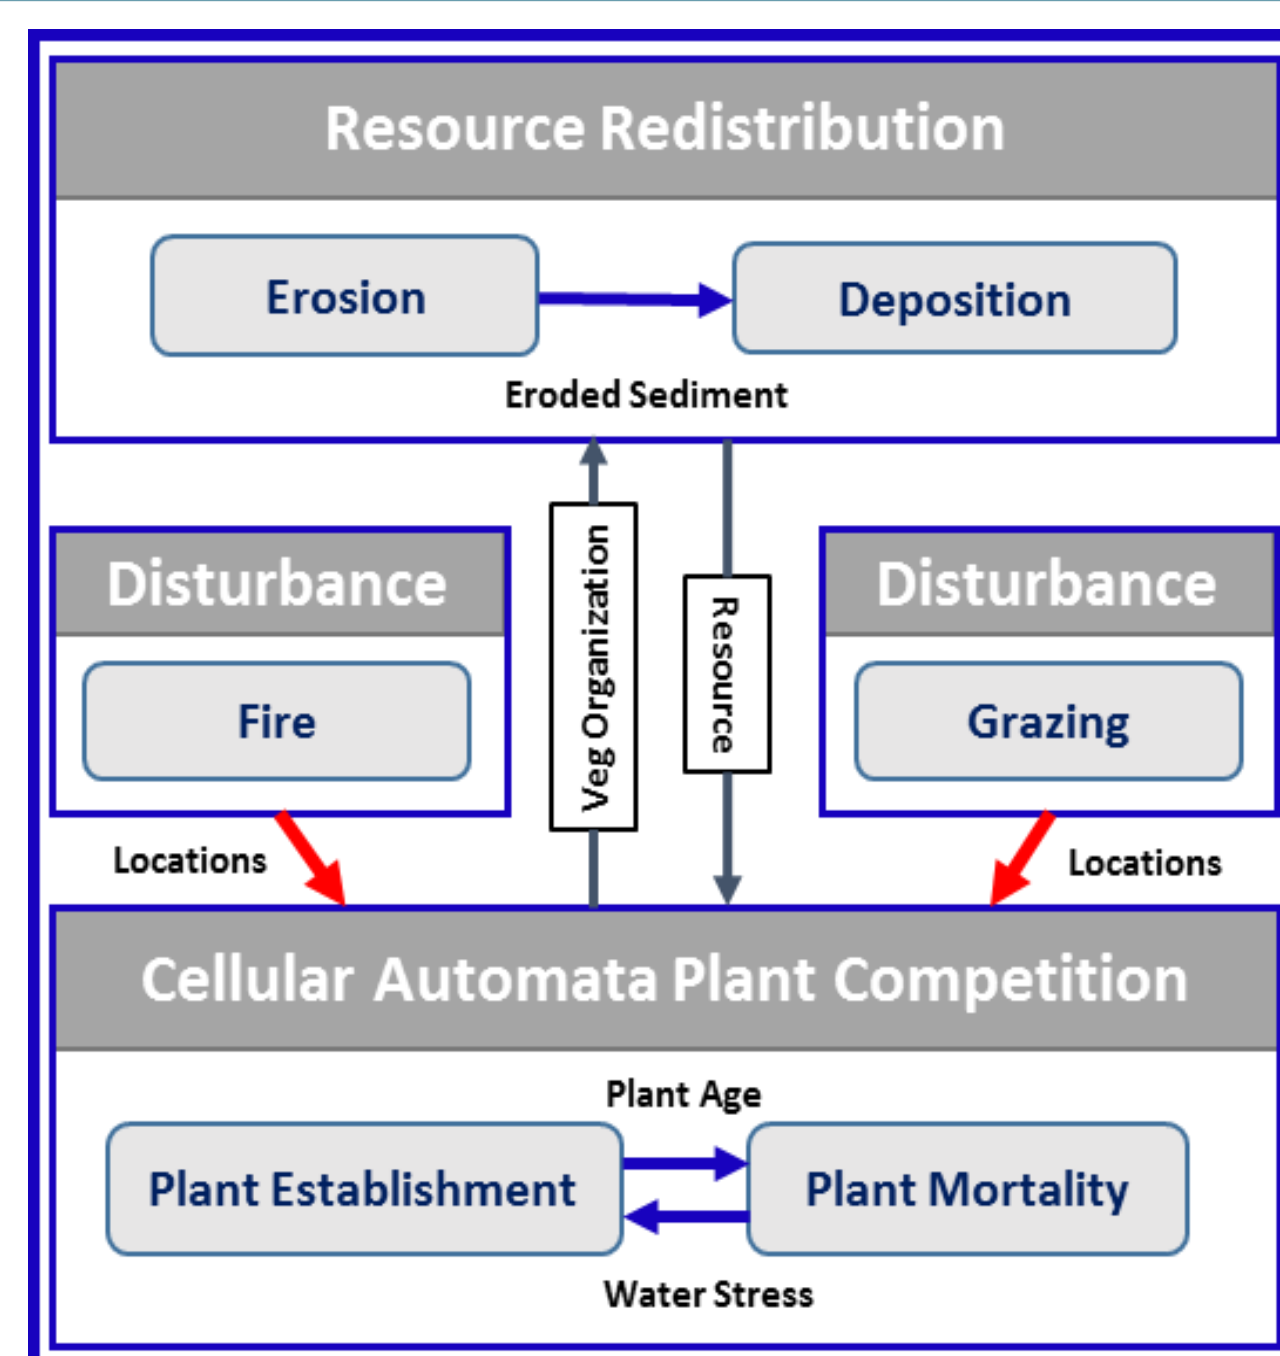 Resource Redistribution
Erosion
Deposition
Eroded Sediment
Disturbance
Fire
Locations
Veg Organization
Resource
Disturbance
Grazing
Locations
Cellular Automata Plant Competition
Plant Age
Plant Establishment
Plant Mortality
Water Stress